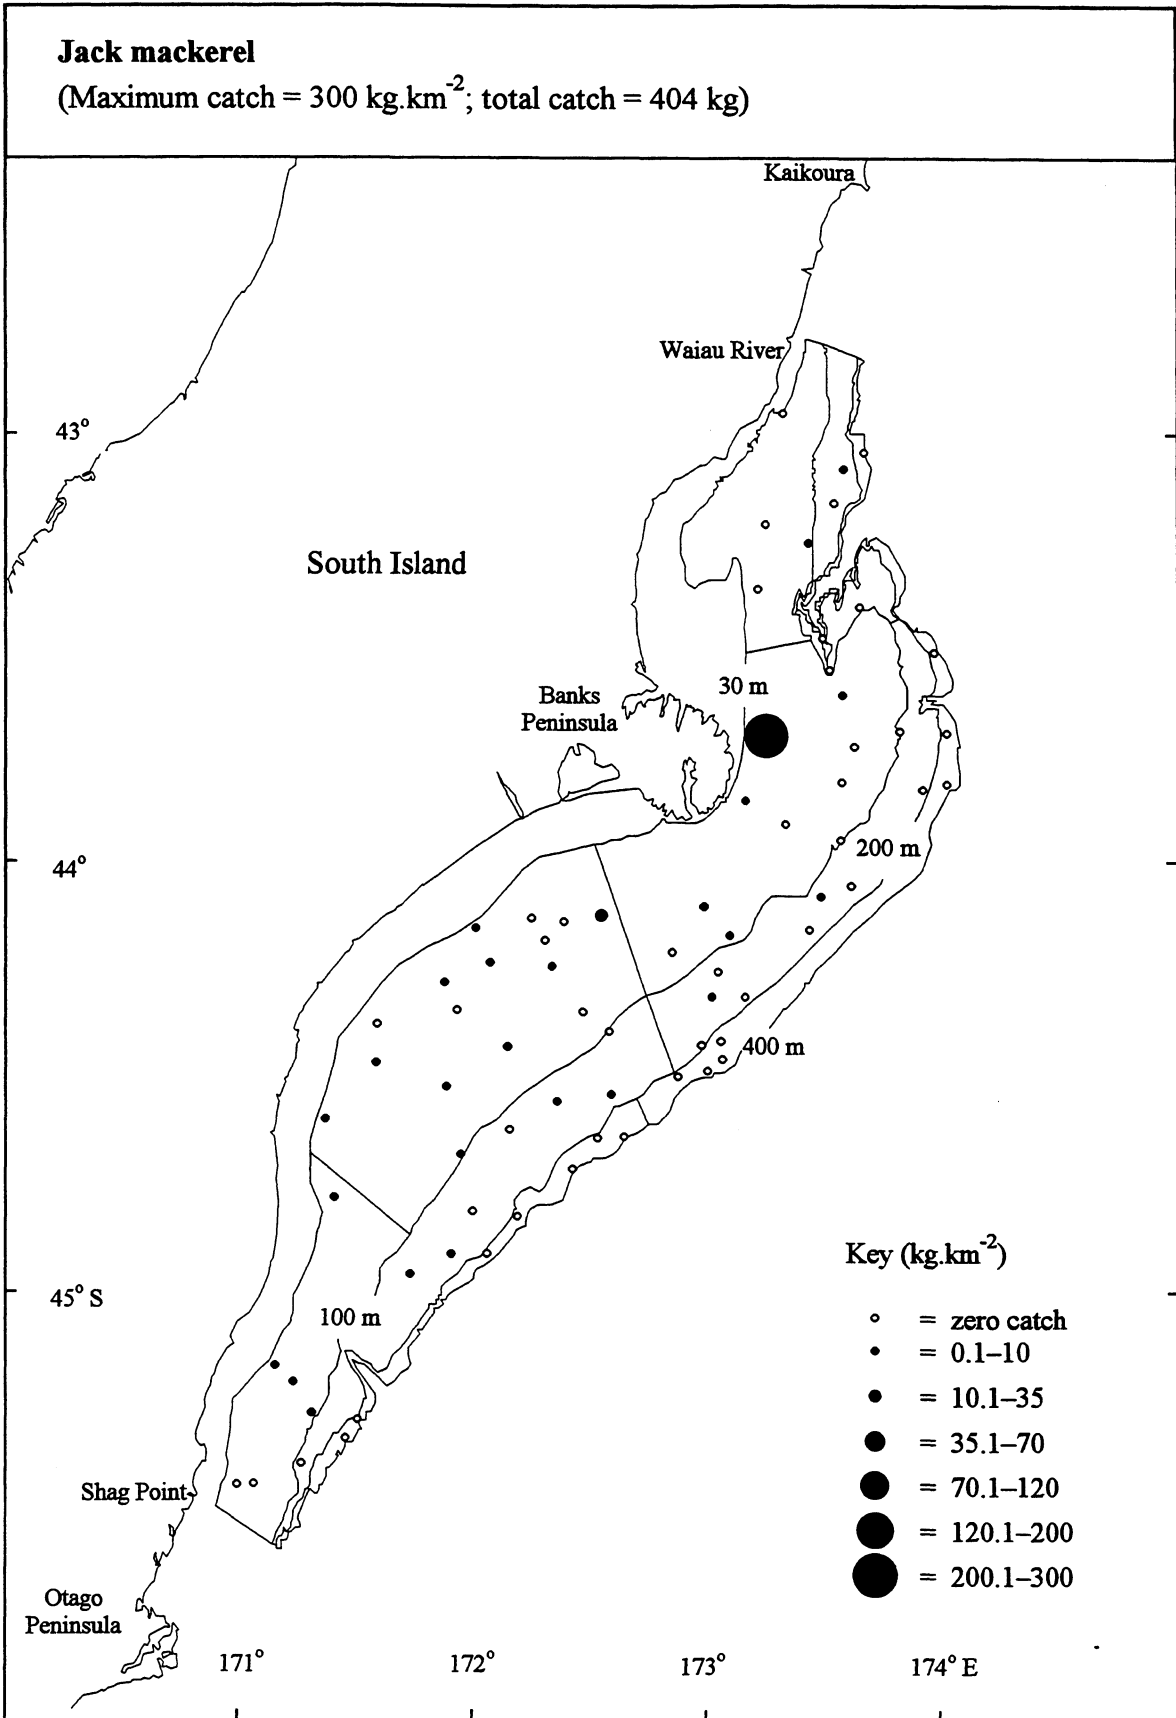 Jack mackerel
(Maximum catch = 300 kg.km-2; total catch = 404 kg)
Kaikoura
Waiau River
43°
South Island
30 m
Banks
Peninsula
200 m
44°
400 m
45° S
100 m
Shag Point
Otago
Peninsula
Key (kg.km-2)
= zero catch
= 0.1–10
= 10.1–35
= 35.1–70
= 70.1–120
= 120.1–200
= 200.1–300
171°
172°
173°
174° E